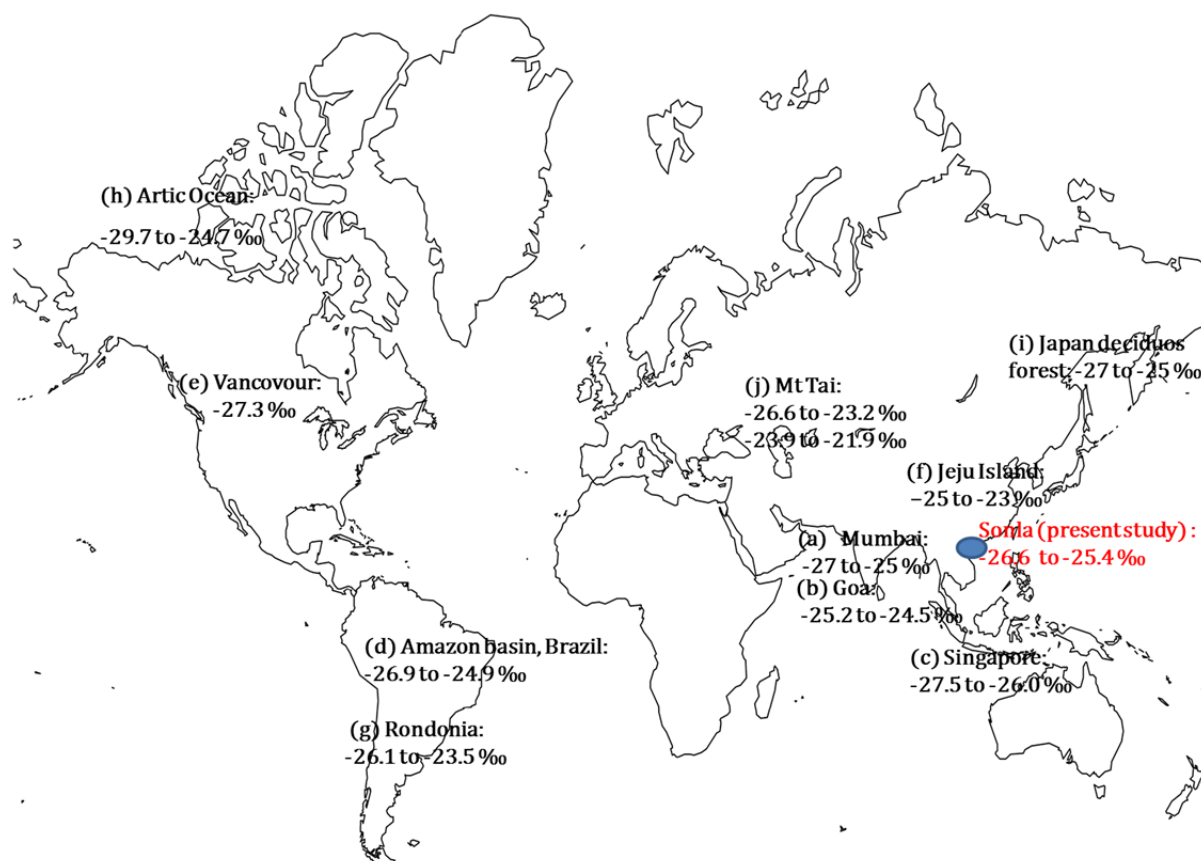 (h) Artic Ocean:
-29.7 to -24.7 ‰
(i) Japan deciduos
forest: -27 to -25 ‰
(e) Vancovour:
-27.3 ‰
(j) Mt Tai:
-26.6 to -23.2 ‰
-23.9 to -21.9 ‰
(f) Jeju Island:
−25 to -23 ‰
Sonla (present study) :
-26.6 to -25.4 ‰
(a) Mumbai:
-27 to -25 ‰
(b) Goa:
-25.2 to -24.5 ‰
(d) Amazon basin, Brazil:
-26.9 to -24.9 ‰
(c) Singapore:
-27.5 to -26.0 ‰
(g) Rondonia:
-26.1 to -23.5 ‰